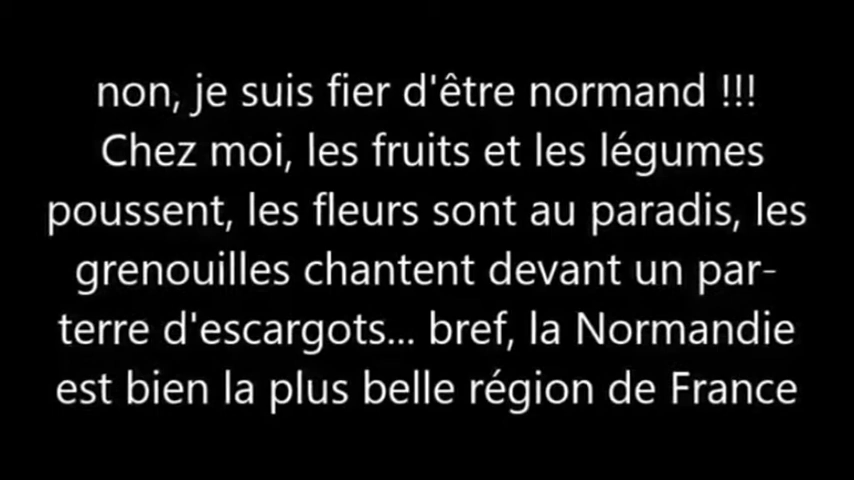 non, je suis fier d'être normand !!!
Chez moi, les fruits et les légumes
poussent, les fleurs sont au paradis, les
grenouilles chantent devant un par-
terre d'escargots... bref, la Normandie
est bien la plus belle région de France